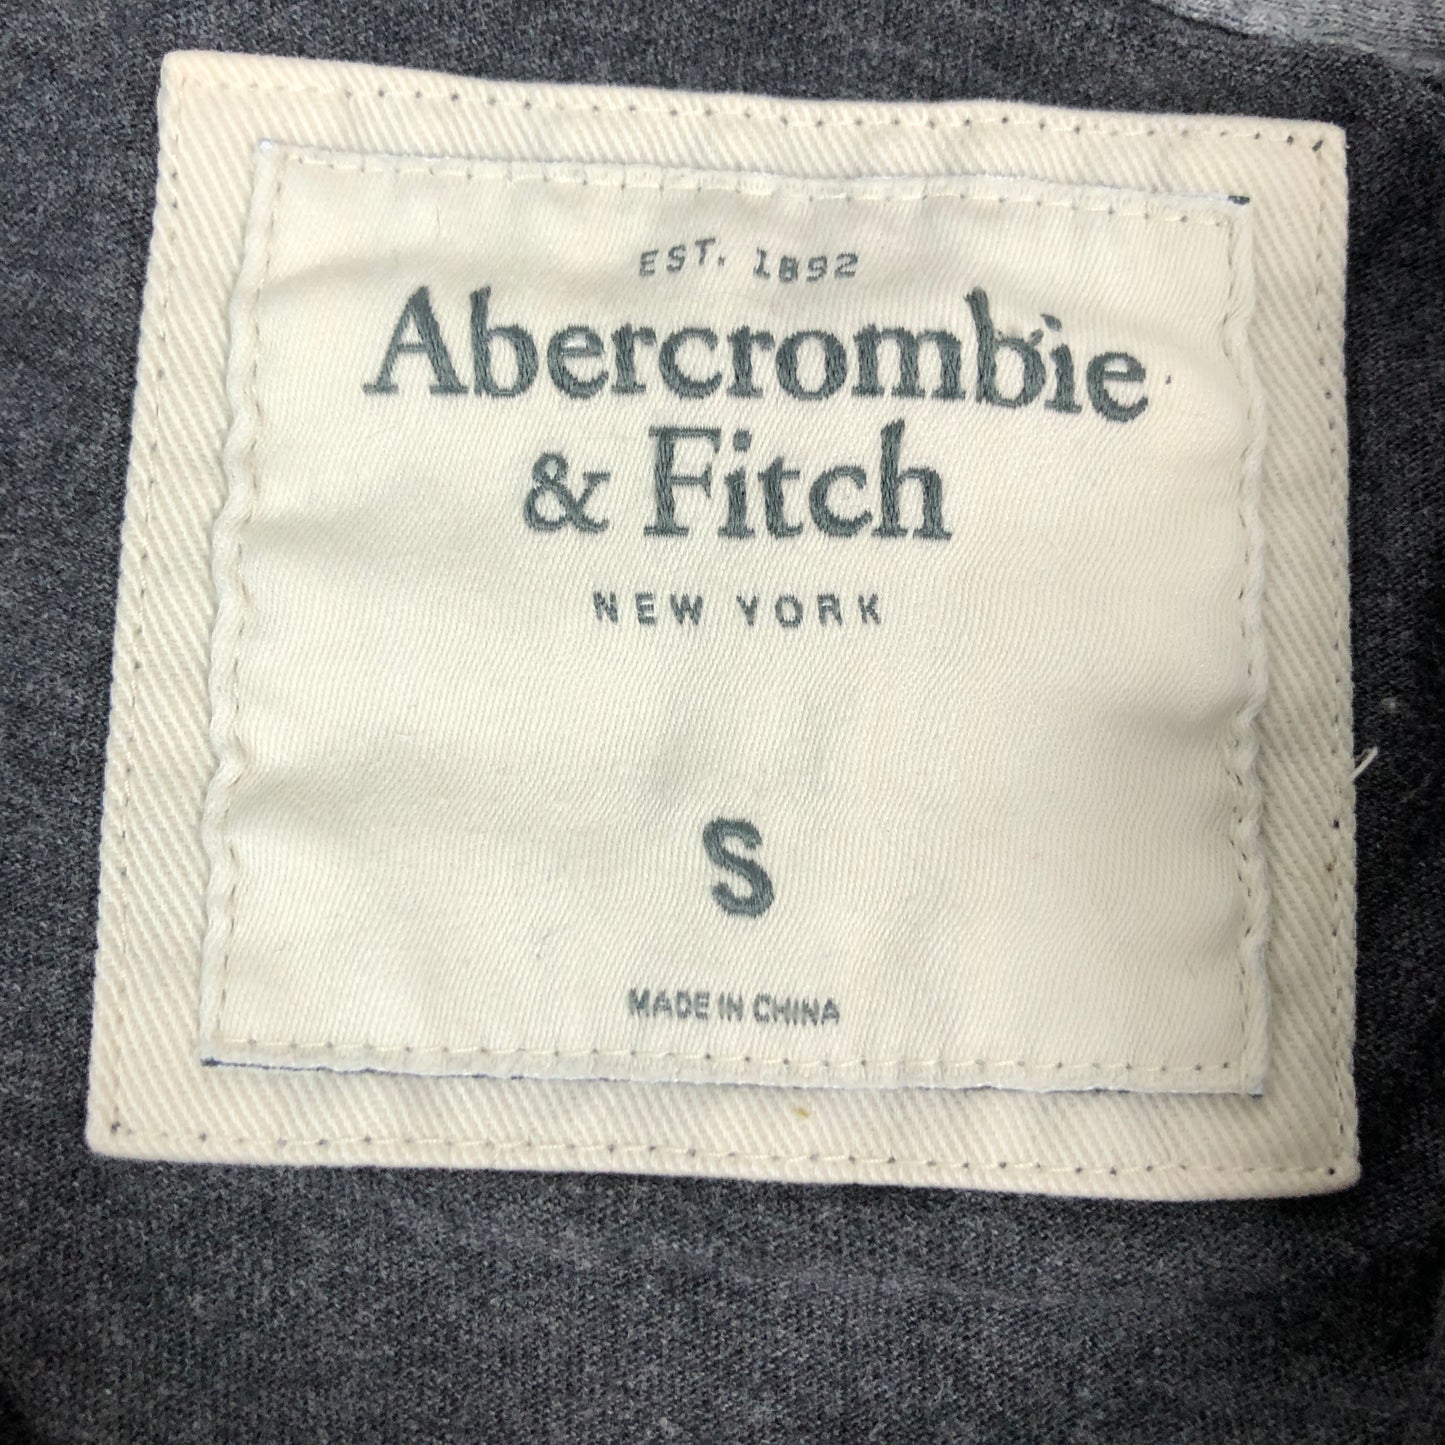 EST. 1892
Abercrombie
& Fitch
NEW YORK
S
MADE IN CHINA